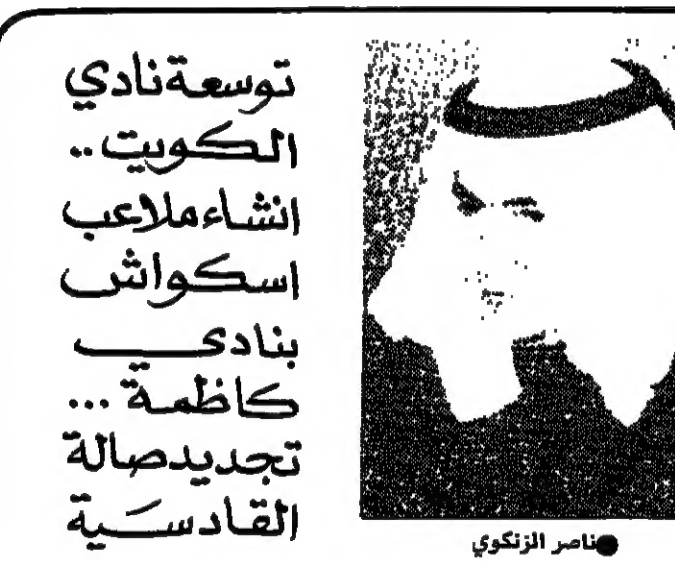 توسعة نادي
الكويت ..
انشاء ملاعب
اسكواش
بنادي
كاظمة ...
تجديد صالة
القادسية
ناصر الزنكوي